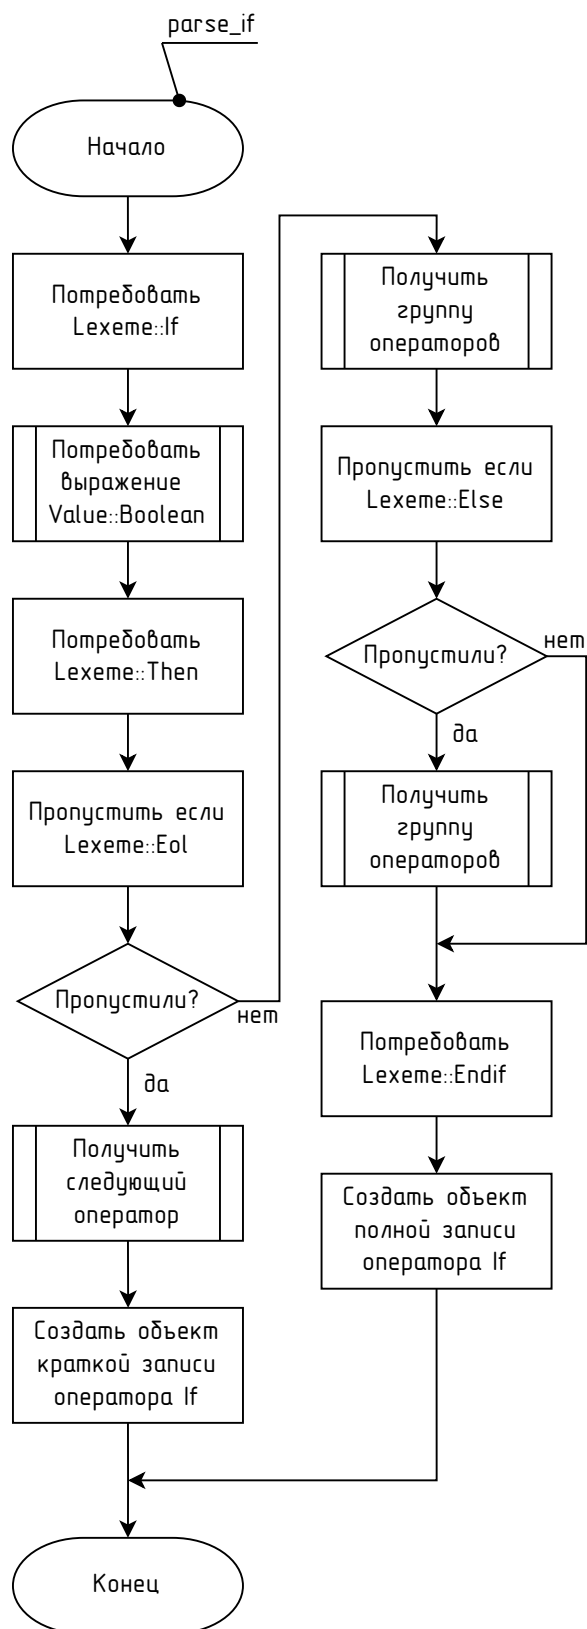 parse_if
Начало
Потребовать
Lexeme::If
Потребовать
выражение
Value::Boolean
Потребовать
Lexeme::Then
Пропустить если
Lexeme::Eol
Пропустили?
нет
да
Получить
следующий
оператор
Создать объект
краткой записи
оператора If
Конец
Получить
группу
операторов
Пропустить если
Lexeme::Else
Пропустили?
нет
да
Получить
группу
операторов
Потребовать
Lexeme::Endif
Создать объект
полной записи
оператора If